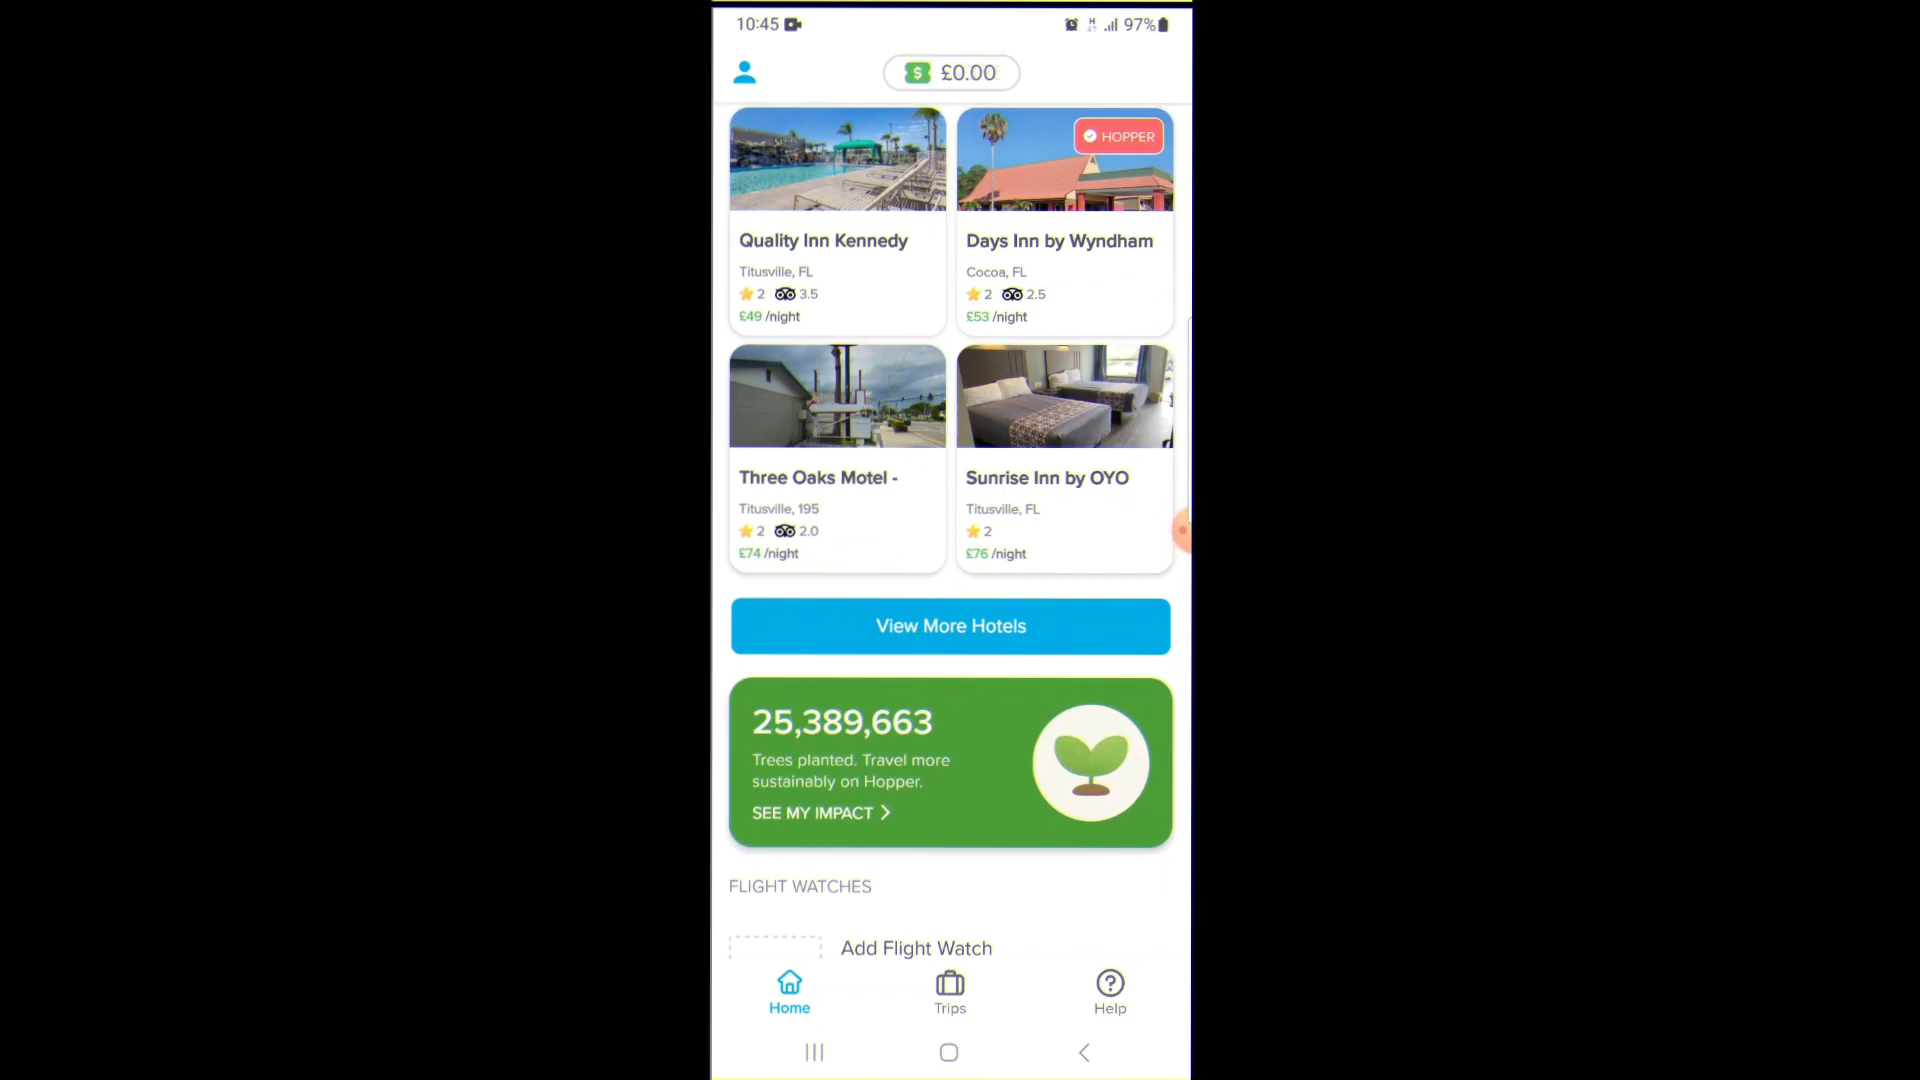 10:45
97%
£0.00
HOPPER
Quality Inn Kennedy
Titusville, FL
2 3.5
£49 /night
Days Inn by Wyndham
Cocoa, FL
2 2.5
£53 /night
Three Oaks Motel -
Titusville, 195
2 2.0
£74 /night
Sunrise Inn by OYO
Titusville, FL
2
£76 /night
View More Hotels
25,389,663
Trees planted. Travel more
sustainably on Hopper.
SEE MY IMPACT
FLIGHT WATCHES
Add Flight Watch
Home
Trips
Help